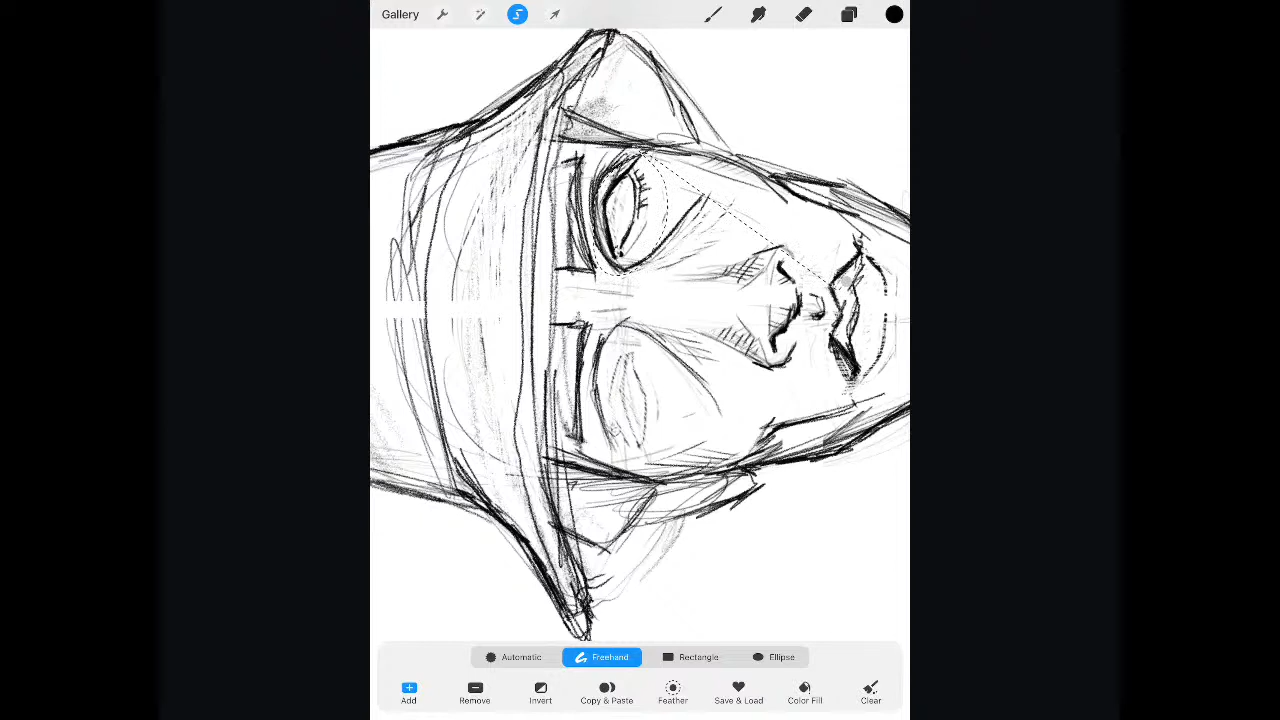 Gallery
Automatic Freehand Rectangle Ellipse
Add Remove Invert Copy & Paste Feather Save & Load Color Fill Clear